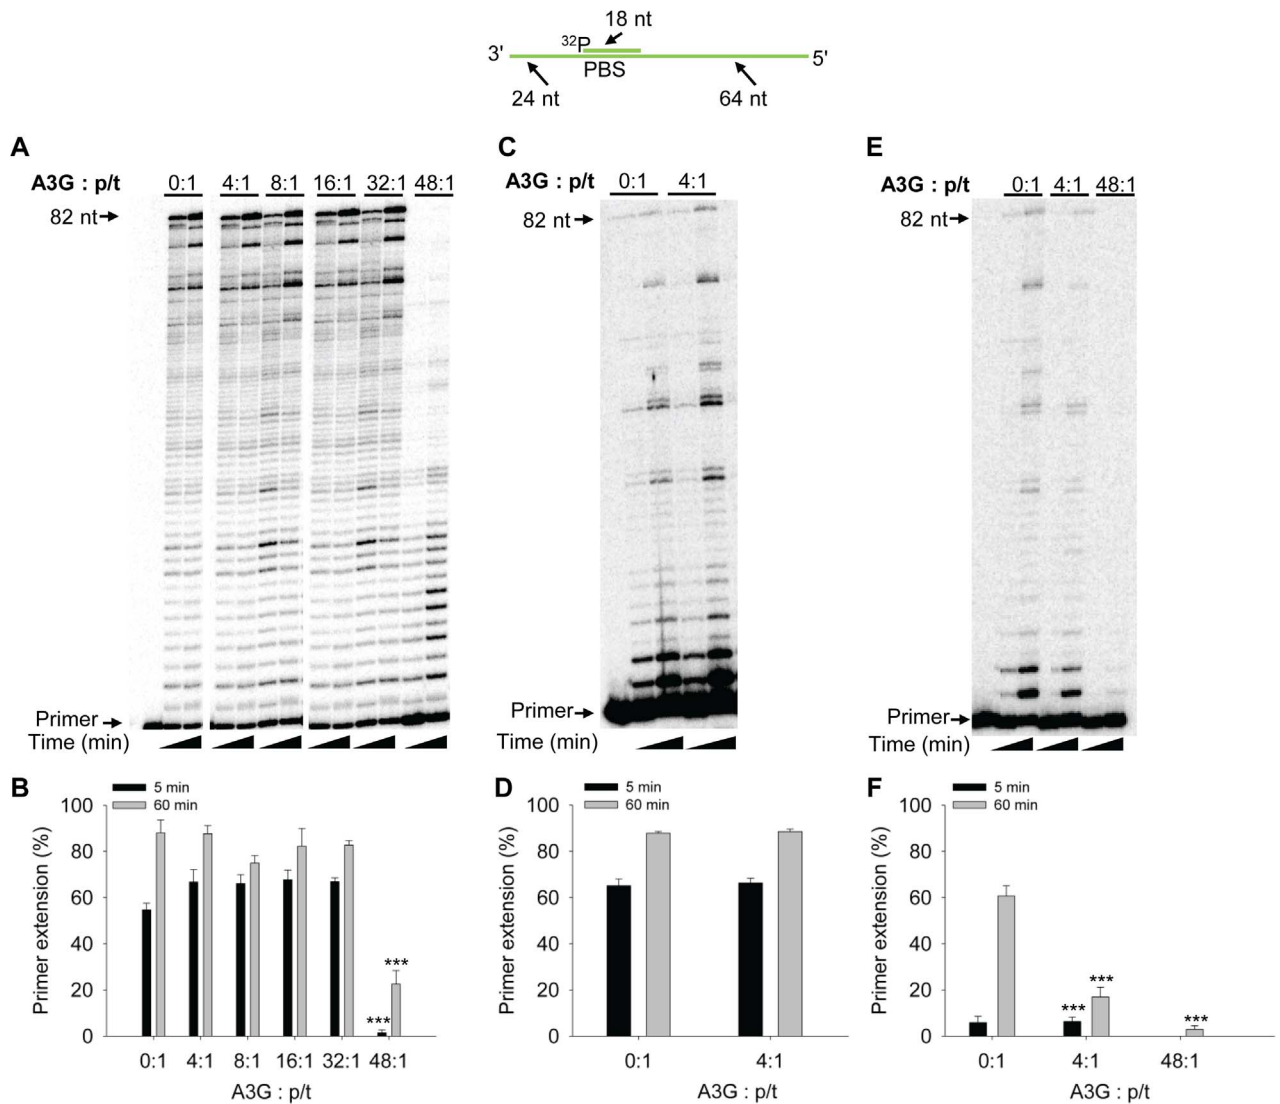 18 nt
32P
3'
5'
PBS
24 nt
64 nt
A
A3G : p/t
0:1 4:1 8:1 16:1 32:1 48:1
82 nt
Primer
Time (min)
C
A3G : p/t
0:1 4:1
82 nt
Primer
Time (min)
E
A3G : p/t
0:1 4:1 48:1
82 nt
Primer
Time (min)
B
5 min
60 min
Primer extension (%)
100
80
60
40
20
0
***
***
0:1 4:1 8:1 16:1 32:1 48:1
A3G : p/t
D
5 min
60 min
Primer extension (%)
100
80
60
40
20
0
0:1 4:1
A3G : p/t
F
5 min
60 min
Primer extension (%)
100
80
60
40
20
0
***
***
***
0:1 4:1 48:1
A3G : p/t